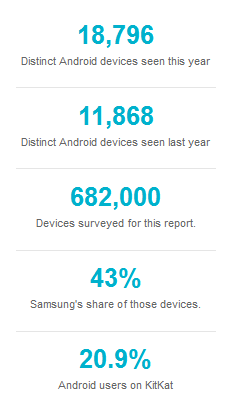 18,796
Distinct Android devices seen this year
11,868
Distinct Android devices seen last year
682,000
Devices surveyed for this report.
43%
Samsung's share of those devices.
20.9%
Android users on KitKat